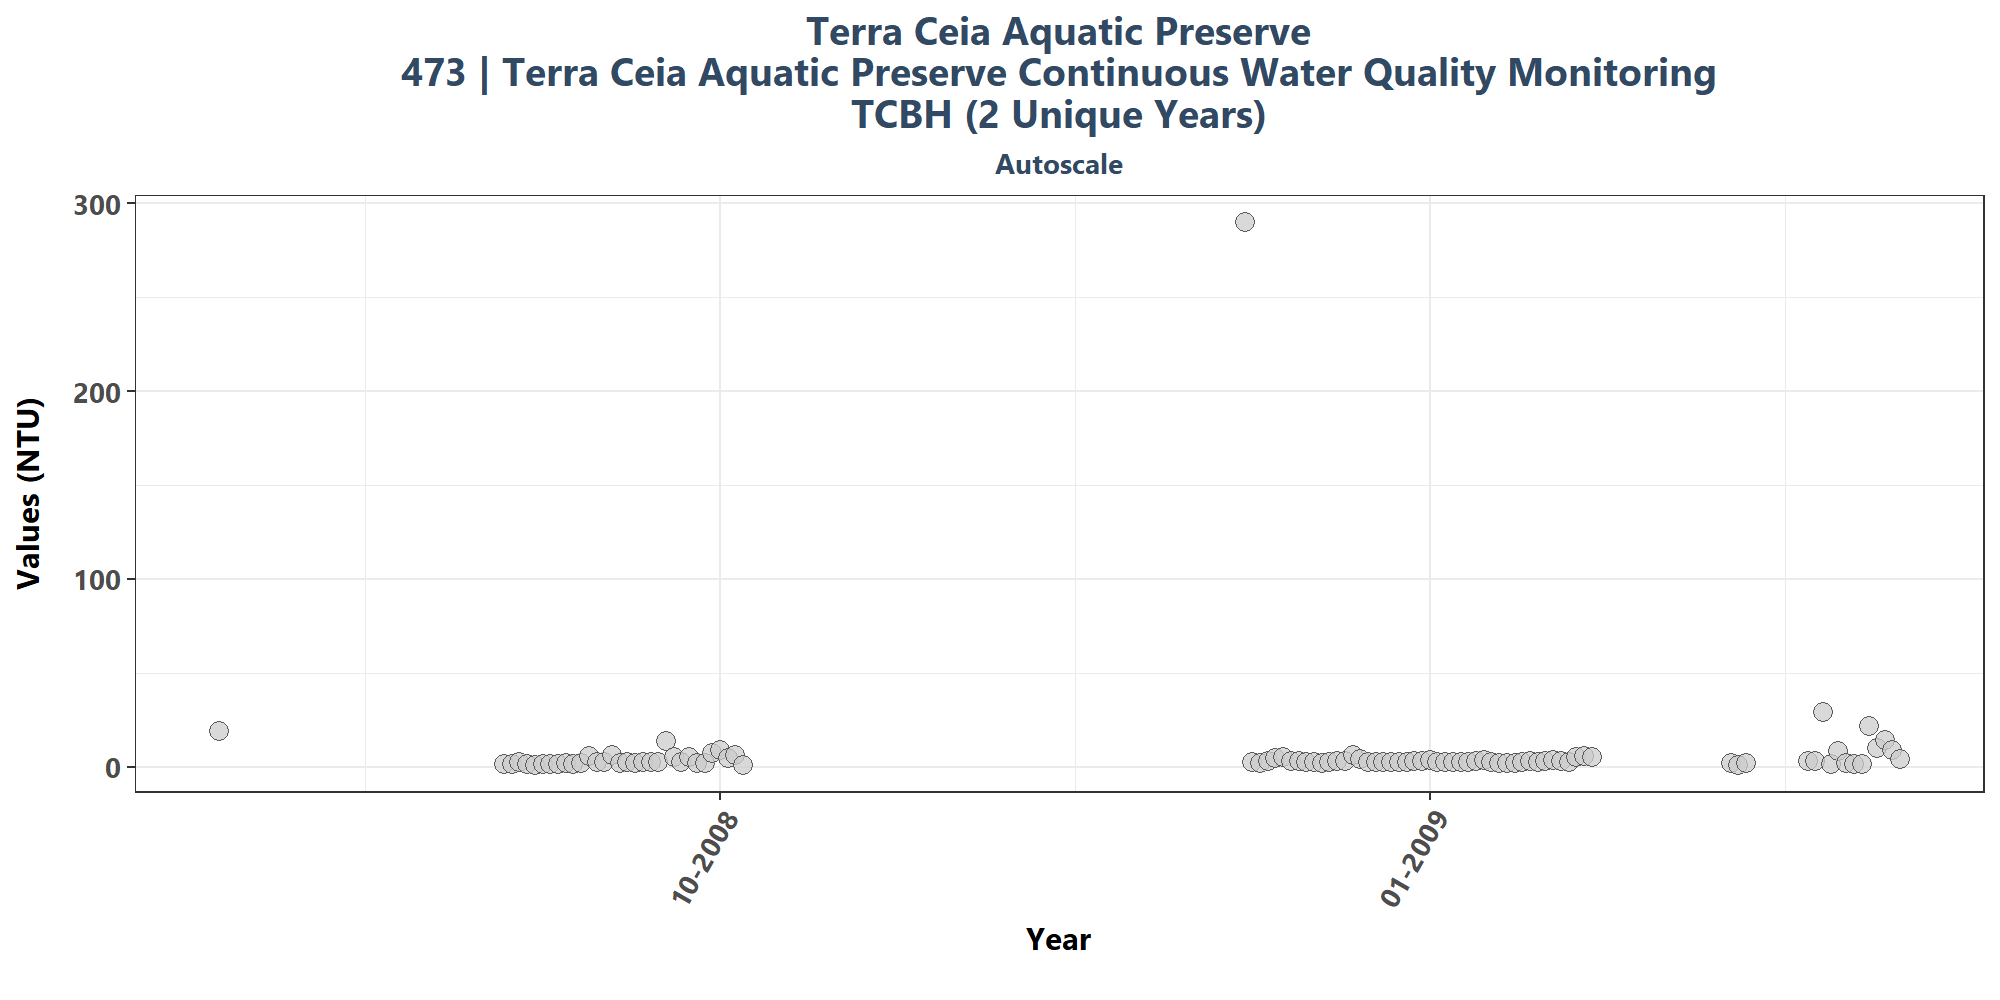 Terra Ceia Aquatic Preserve
473 | Terra Ceia Aquatic Preserve Continuous Water Quality Monitoring
TCBH (2 Unique Years)
Autoscale
300
200
100
0
Values (NTU)
10-2008
01-2009
Year